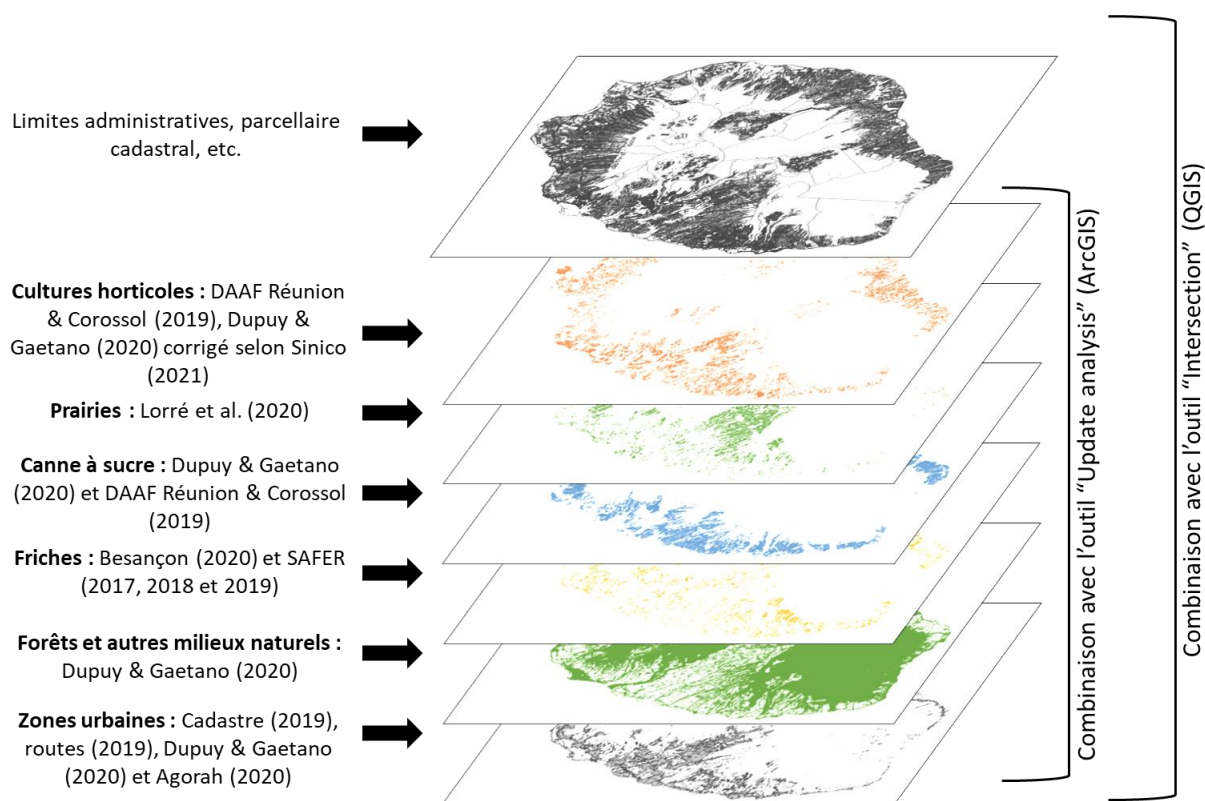 Limites administratives, parcellaire
cadastral, etc.
Cultures horticoles : DAAF Réunion
& Corossol (2019), Dupuy &
Gaetano (2020) corrigé selon Sinico
(2021)
Prairies : Lorré et al. (2020)
Canne à sucre : Dupuy & Gaetano
(2020) et DAAF Réunion & Corossol
(2019)
Friches : Besançon (2020) et SAFER
(2017, 2018 et 2019)
Forêts et autres milieux naturels :
Dupuy & Gaetano (2020)
Zones urbaines : Cadastre (2019),
routes (2019), Dupuy & Gaetano
(2020) et Agorah (2020)
Combinaison avec l'outil “Update analysis” (ArcGIS)
Combinaison avec l'outil “Intersection” (QGIS)